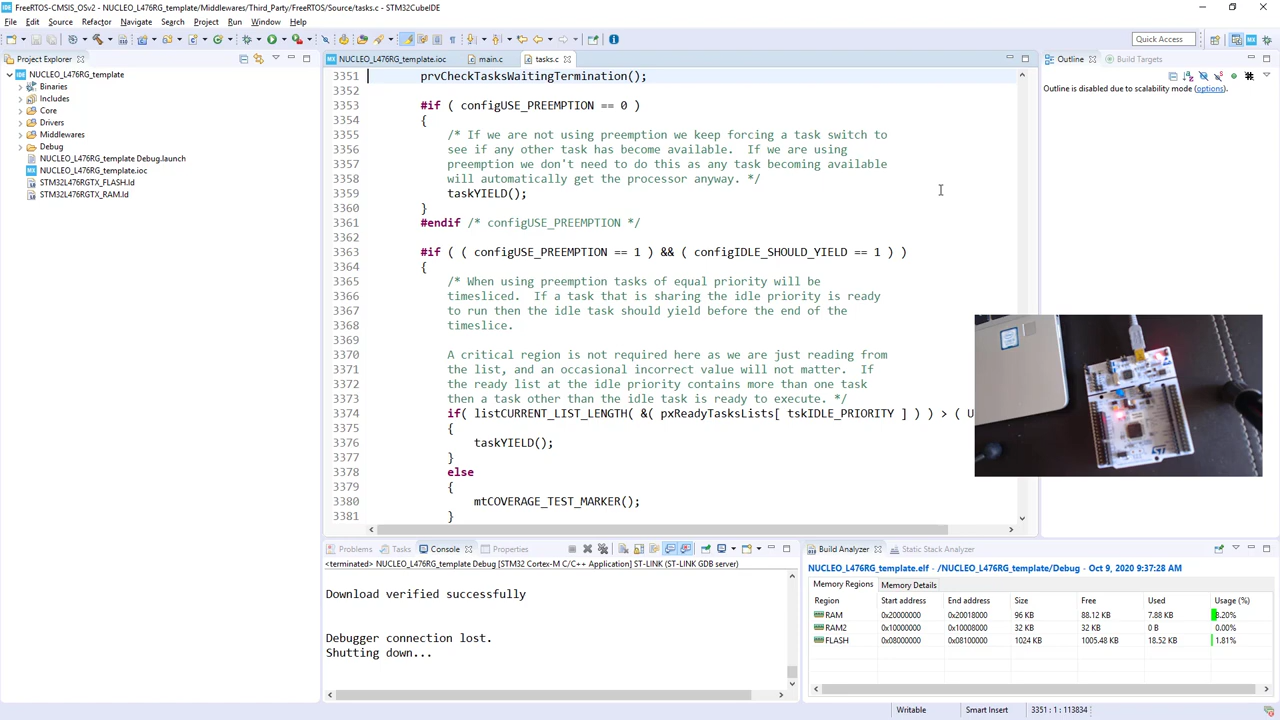 FreeRTOS-CMSIS_OSv2 - NUCLEO_L476RG_template/Middlewares/Third_Party/FreeRTOS/Source/tasks.c - STM32CubeIDE
File Edit Source Refactor Navigate Search Project Run Window Help
Quick Access
Project Explorer
NUCLEO_L476RG_template
Binaries
Includes
Core
Drivers
Middlewares
Debug
NUCLEO_L476RG_template Debug.launch
NUCLEO_L476RG_template.ioc
STM32L476RGTX_FLASH.ld
STM32L476RGTX_RAM.ld
NUCLEO_L476RG_template.ioc main.c tasks.c
3351 prvCheckTasksWaitingTermination();
3352
3353 #if ( configUSE_PREEMPTION == 0 )
3354 {
3355 /* If we are not using preemption we keep forcing a task switch to
3356 see if any other task has become available. If we are using
3357 preemption we don't need to do this as any task becoming available
3358 will automatically get the processor anyway. */
3359 taskYIELD();
3360 }
3361 #endif /* configUSE_PREEMPTION */
3362
3363 #if ( ( configUSE_PREEMPTION == 1 ) && ( configIDLE_SHOULD_YIELD == 1 ) )
3364 {
3365 /* When using preemption tasks of equal priority will be
3366 timesliced. If a task that is sharing the idle priority is ready
3367 to run then the idle task should yield before the end of the
3368 timeslice.
3369
3370 A critical region is not required here as we are just reading from
3371 the list, and an occasional incorrect value will not matter. If
3372 the ready list at the idle priority contains more than one task
3373 then a task other than the idle task is ready to execute. */
3374 if( listCURRENT_LIST_LENGTH( &( pxReadyTasksLists[ tskIDLE_PRIORITY ] ) ) > ( U
3375 {
3376 taskYIELD();
3377 }
3378 else
3379 {
3380 mtCOVERAGE_TEST_MARKER();
3381 }
Outline Build Targets
Outline is disabled due to scalability mode (options).
Problems Tasks Console Properties
<terminated> NUCLEO_L476RG_template Debug [STM32 Cortex-M C/C++ Application] ST-LINK (ST-LINK GDB server)
Download verified successfully
Debugger connection lost.
Shutting down...
Build Analyzer Static Stack Analyzer
NUCLEO_L476RG_template.elf - /NUCLEO_L476RG_template/Debug - Oct 9, 2020 9:37:28 AM
Memory Regions Memory Details
Region Start address End address Size Free Used Usage (%)
RAM 0x20000000 0x20018000 96 KB 88.12 KB 7.88 KB 8.20%
RAM2 0x10000000 0x10008000 32 KB 32 KB 0 B 0.00%
FLASH 0x08000000 0x08100000 1024 KB 1005.48 KB 18.52 KB 1.81%
Writable Smart Insert 3351 : 1 : 113834